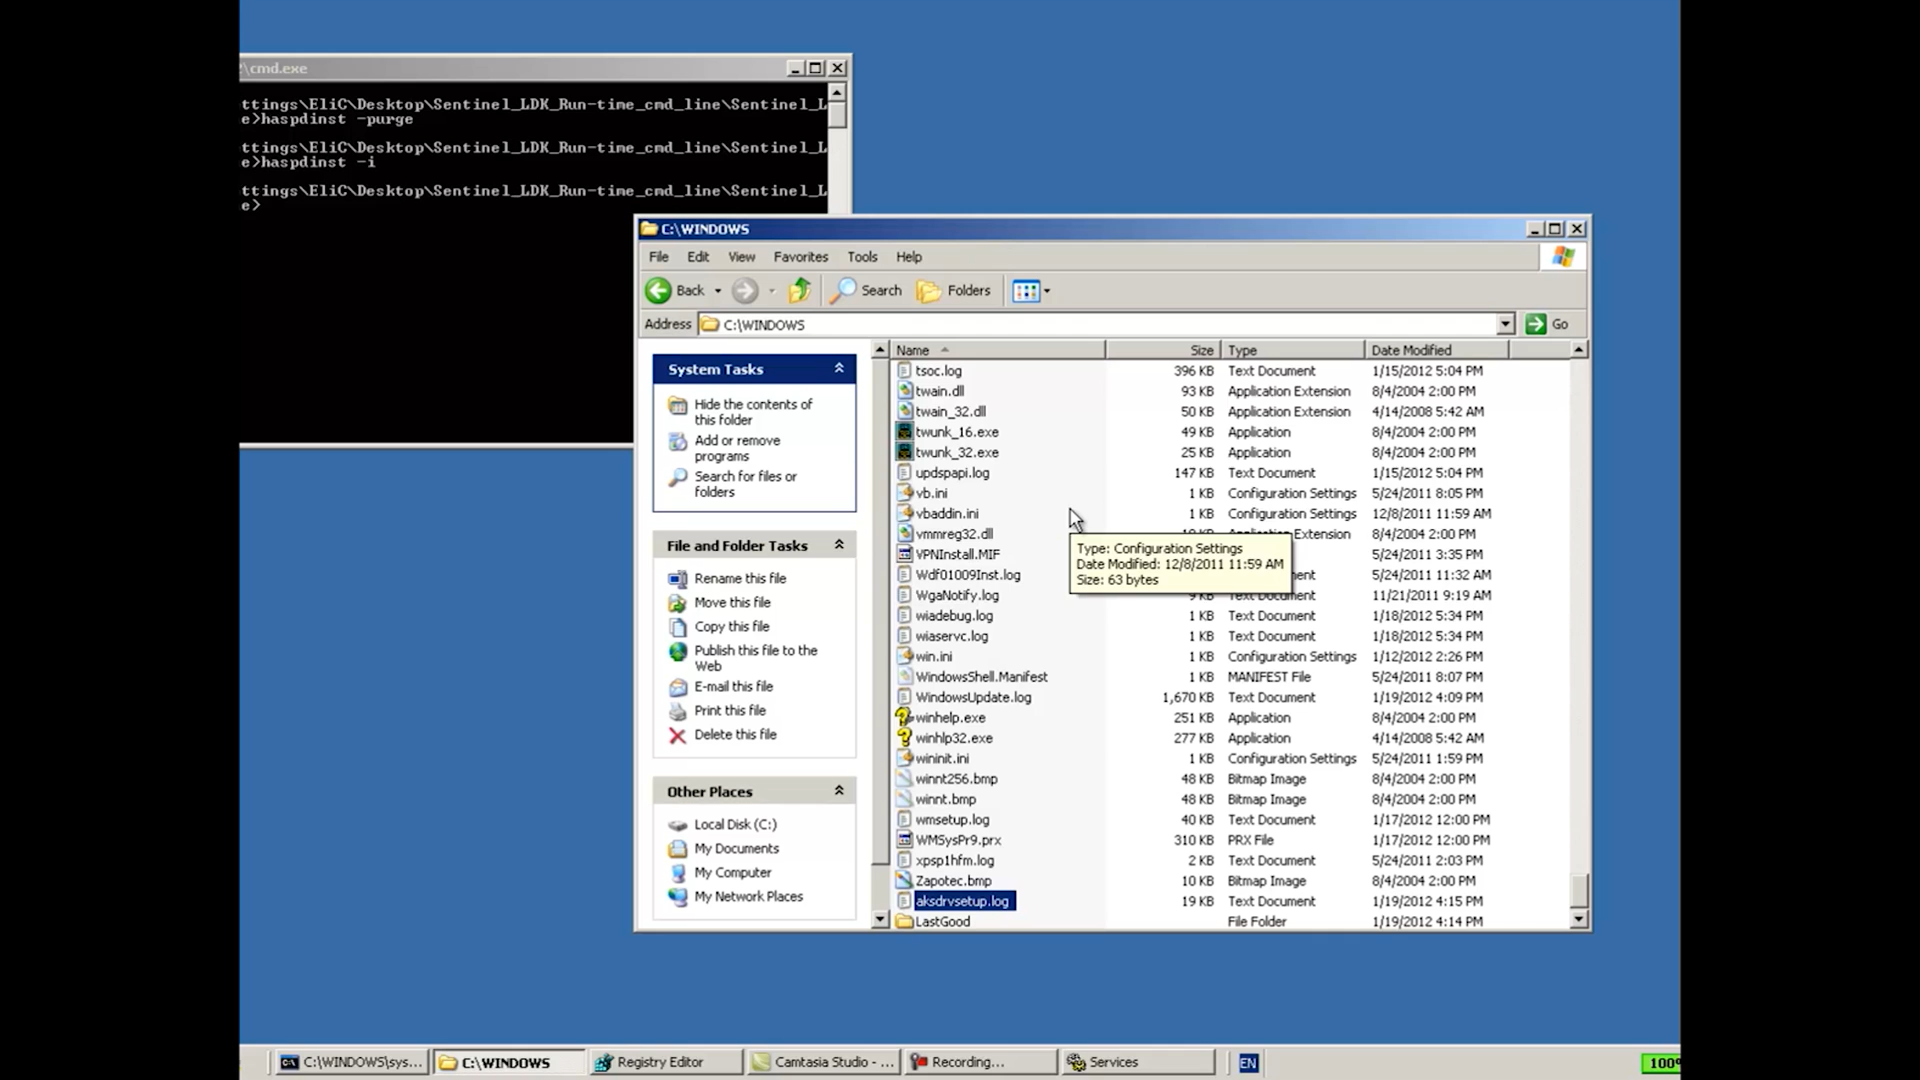 \cmd.exe
ttings\EliC\Desktop\Sentinel_LDK_Run-time_cmd_line\Sentinel_L
e>haspdinst -purge
ttings\EliC\Desktop\Sentinel_LDK_Run-time_cmd_line\Sentinel_L
e>haspdinst -i
ttings\EliC\Desktop\Sentinel_LDK_Run-time_cmd_line\Sentinel_L
e>
C:\WINDOWS
File Edit View Favorites Tools Help
Back Search Folders
Address C:\WINDOWS Go
System Tasks
Hide the contents of
this folder
Add or remove
programs
Search for files or
folders
File and Folder Tasks
Rename this file
Move this file
Copy this file
Publish this file to the
Web
E-mail this file
Print this file
Delete this file
Other Places
Local Disk (C:)
My Documents
My Computer
My Network Places
Name Size Type Date Modified
tsoc.log 396 KB Text Document 1/15/2012 5:04 PM
twain.dll 93 KB Application Extension 8/4/2004 2:00 PM
twain_32.dll 50 KB Application Extension 4/14/2008 5:42 AM
twunk_16.exe 49 KB Application 8/4/2004 2:00 PM
twunk_32.exe 25 KB Application 8/4/2004 2:00 PM
updspapi.log 147 KB Text Document 1/15/2012 5:04 PM
vb.ini 1 KB Configuration Settings 5/24/2011 8:05 PM
vbaddin.ini 1 KB Configuration Settings 12/8/2011 11:59 AM
vmmreg32.dll Application Extension 8/4/2004 2:00 PM
VPNInstall.MIF 5/24/2011 3:35 PM
Wdf01009Inst.log ent 5/24/2011 11:32 AM
WgaNotify.log 9 KB Text Document 11/21/2011 9:19 AM
Type: Configuration Settings
Date Modified: 12/8/2011 11:59 AM
Size: 63 bytes
wiadebug.log 1 KB Text Document 1/18/2012 5:34 PM
wiaservc.log 1 KB Text Document 1/18/2012 5:34 PM
win.ini 1 KB Configuration Settings 1/12/2012 2:26 PM
WindowsShell.Manifest 1 KB MANIFEST File 5/24/2011 8:07 PM
WindowsUpdate.log 1,670 KB Text Document 1/19/2012 4:09 PM
winhelp.exe 251 KB Application 8/4/2004 2:00 PM
winhlp32.exe 277 KB Application 4/14/2008 5:42 AM
wininit.ini 1 KB Configuration Settings 5/24/2011 1:59 PM
winnt256.bmp 48 KB Bitmap Image 8/4/2004 2:00 PM
winnt.bmp 48 KB Bitmap Image 8/4/2004 2:00 PM
wmsetup.log 40 KB Text Document 1/17/2012 12:00 PM
WMSysPr9.prx 310 KB PRX File 1/17/2012 12:00 PM
xpsp1hfm.log 2 KB Text Document 5/24/2011 2:03 PM
Zapotec.bmp 10 KB Bitmap Image 8/4/2004 2:00 PM
aksdrvsetup.log 19 KB Text Document 1/19/2012 4:15 PM
LastGood File Folder 1/19/2012 4:14 PM
C:\WINDOWS\sys... C:\WINDOWS Registry Editor Camtasia Studio - ... Recording... Services EN 100%